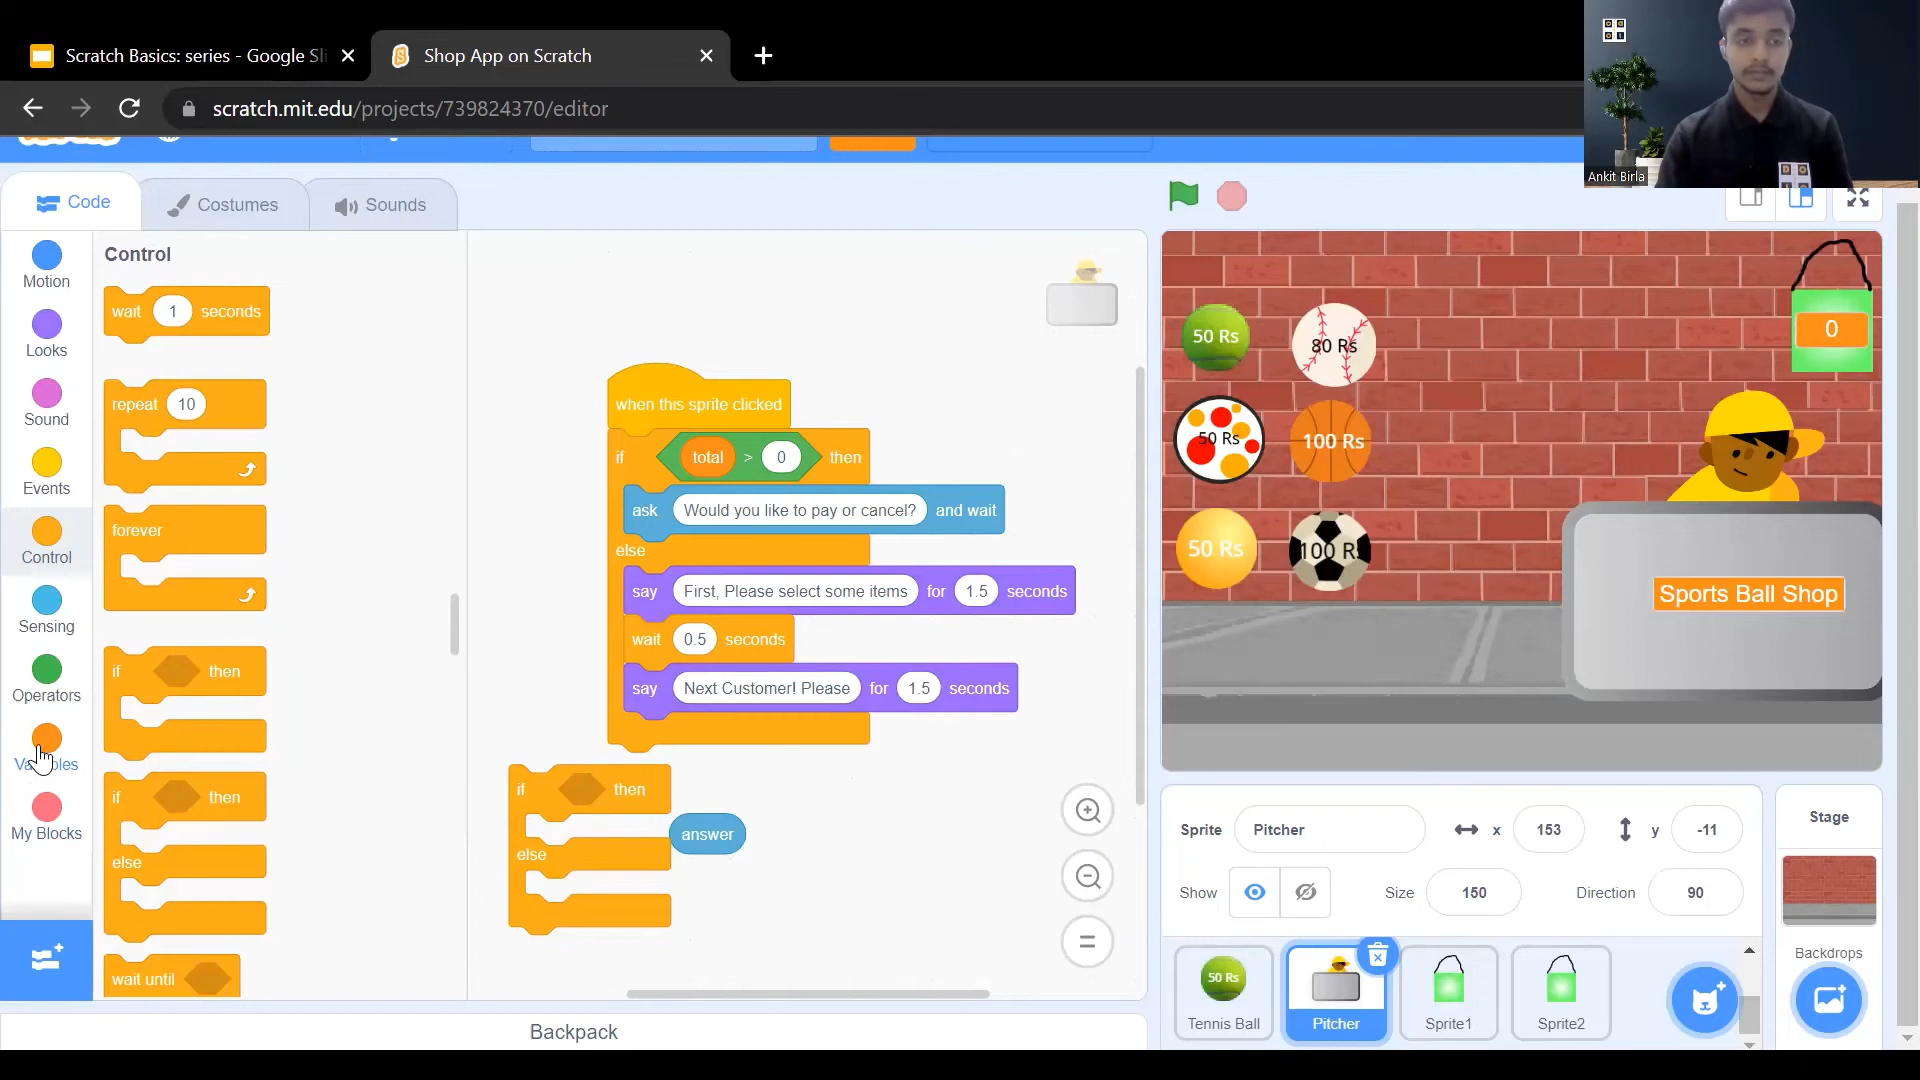 Scratch Basics: series - Google Sli
Shop App on Scratch
scratch.mit.edu/projects/739824370/editor
Ankit Birla
Code
Costumes
Sounds
Motion
Looks
Sound
Events
Control
Sensing
Operators
Variables
My Blocks
Control
wait 1 seconds
repeat 10
forever
if then
if then
else
wait until
when this sprite clicked
if total > 0 then
ask Would you like to pay or cancel? and wait
else
say First, Please select some items for 1.5 seconds
wait 0.5 seconds
say Next Customer! Please for 1.5 seconds
if then
answer
else
Backpack
50 Rs
80 Rs
50 Rs
100 Rs
50 Rs
100 R
0
Sports Ball Shop
Sprite Pitcher x 153 y -11
Show Size 150 Direction 90
50 Rs
Tennis Ball
Pitcher
Sprite1
Sprite2
Stage
Backdrops